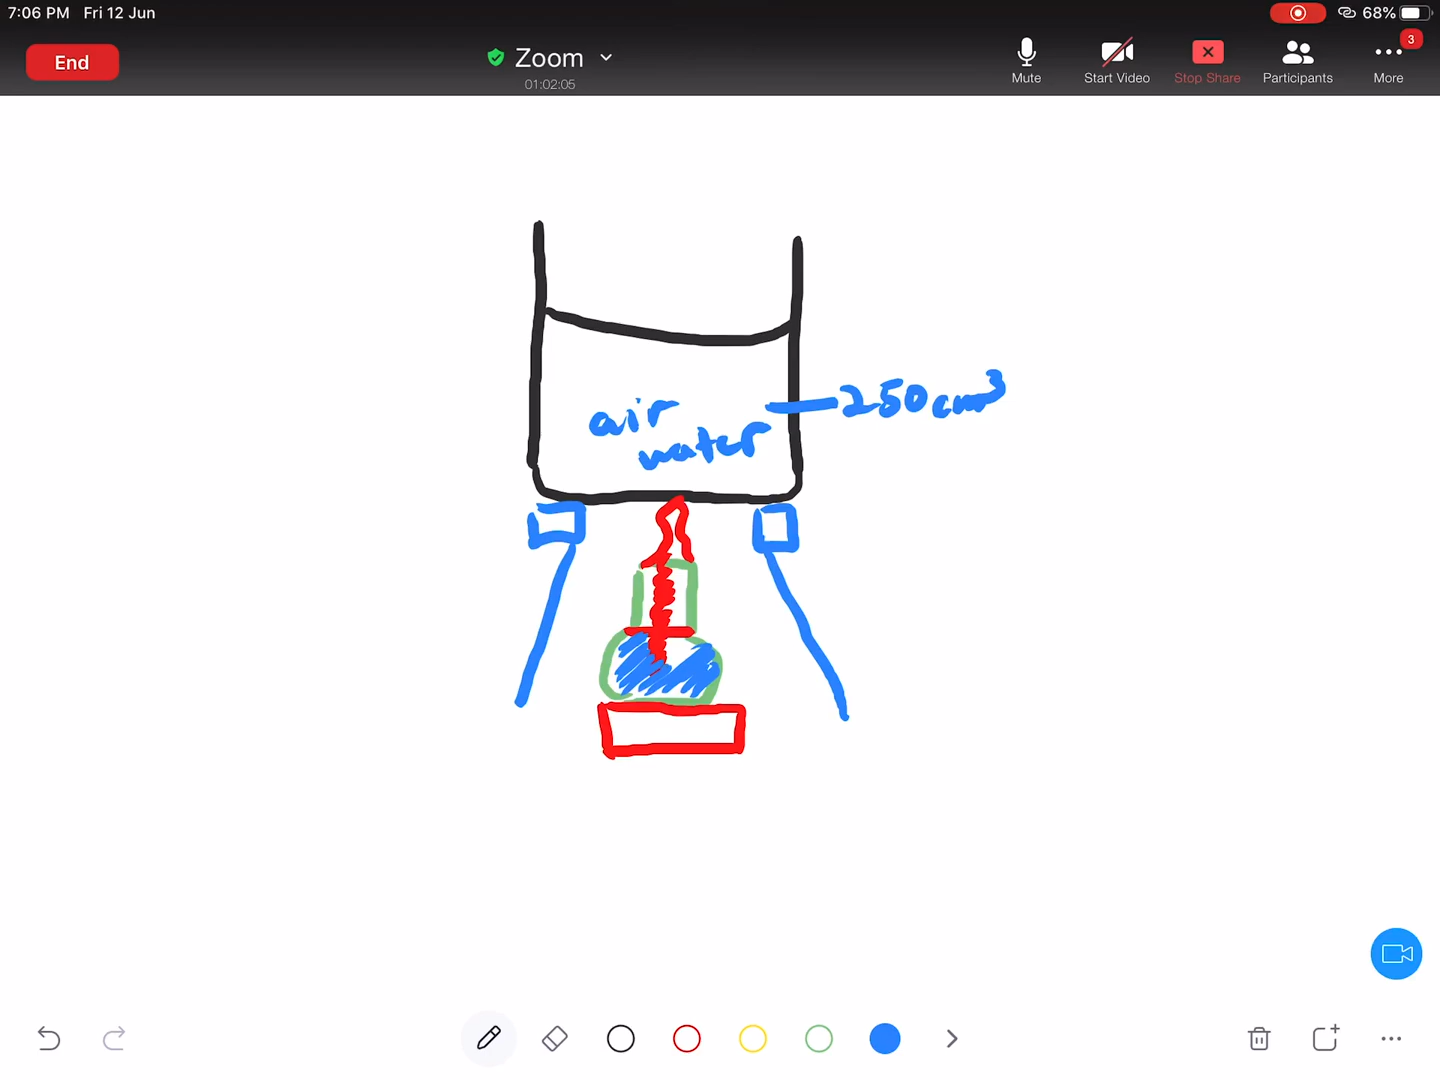 7:06 PM Fri 12 Jun
68%
End
Zoom
01:02:05
Mute
Start Video
Stop Share
Participants
3
More
250cm³
air
water